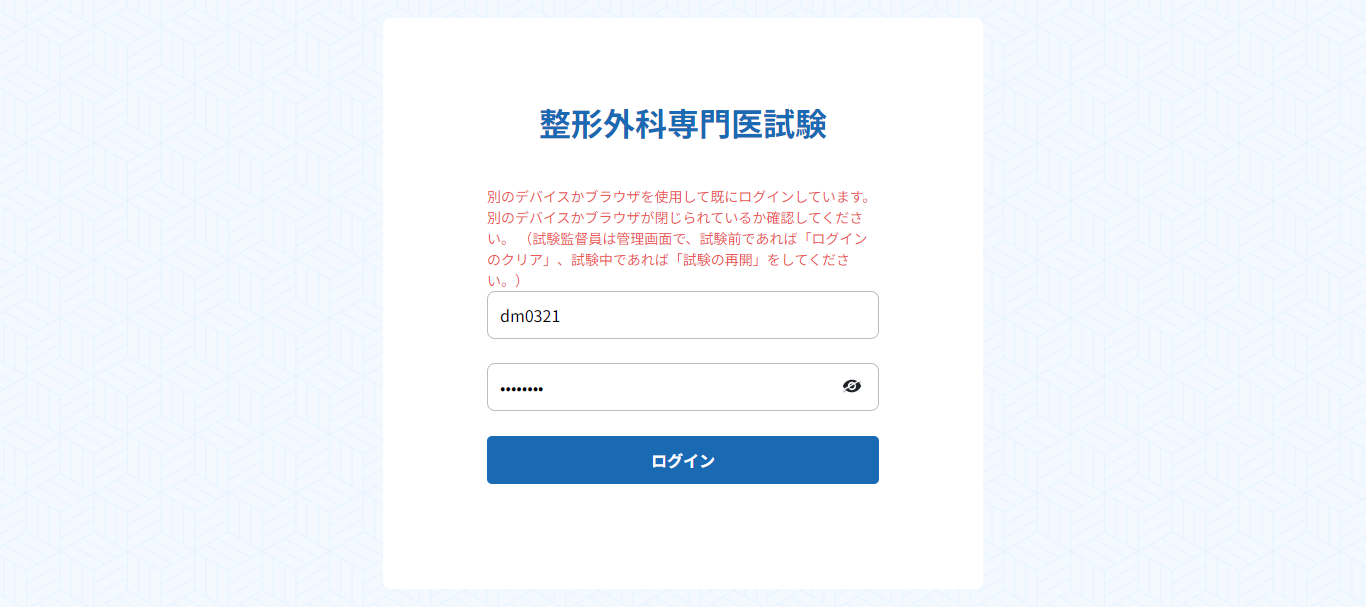 整形外科専門医試験
別のデバイスかブラウザを使用して既にログインしています。
別のデバイスかブラウザが閉じられているか確認してくださ
い。 （試験監督員は管理画面で、試験前であれば「ログイン
のクリア」、試験中であれば「試験の再開」をしてくださ
い。）
dm0321
••••••••
ログイン